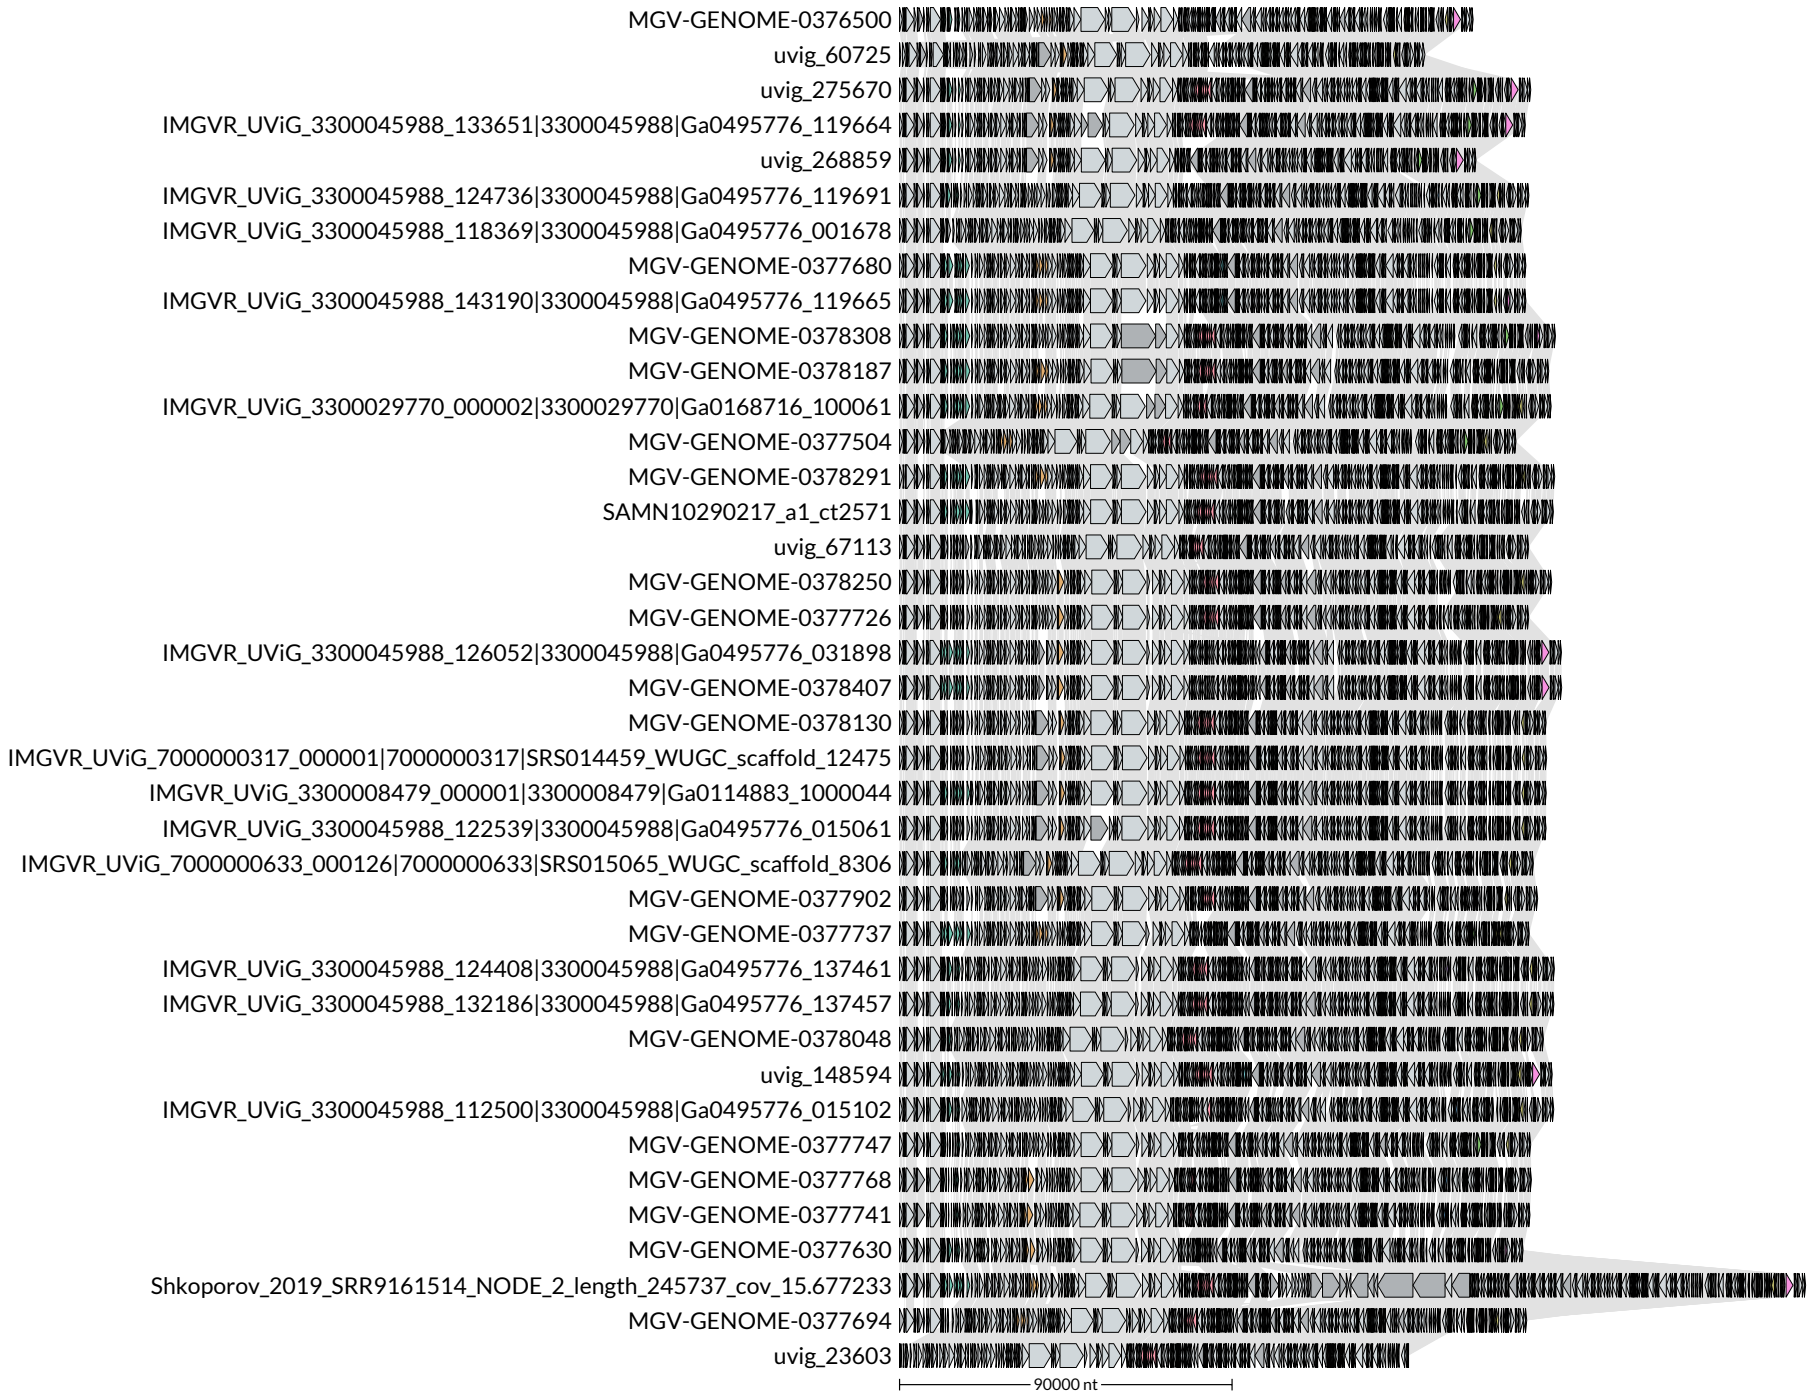 MGV-GENOME-0376500
uvig_60725
uvig_275670
IMGVR_UViG_3300045988_133651|3300045988|Ga0495776_119664
uvig_268859
IMGVR_UViG_3300045988_124736|3300045988|Ga0495776_119691
IMGVR_UViG_3300045988_118369|3300045988|Ga0495776_001678
MGV-GENOME-0377680
IMGVR_UViG_3300045988_143190|3300045988|Ga0495776_119665
MGV-GENOME-0378308
MGV-GENOME-0378187
IMGVR_UViG_3300029770_000002|3300029770|Ga0168716_100061
MGV-GENOME-0377504
MGV-GENOME-0378291
SAMN10290217_a1_ct2571
uvig_67113
MGV-GENOME-0378250
MGV-GENOME-0377726
IMGVR_UViG_3300045988_126052|3300045988|Ga0495776_031898
MGV-GENOME-0378407
MGV-GENOME-0378130
IMGVR_UViG_7000000317_000001|7000000317|SRS014459_WUGC_scaffold_12475
IMGVR_UViG_3300008479_000001|3300008479|Ga0114883_1000044
IMGVR_UViG_3300045988_122539|3300045988|Ga0495776_015061
IMGVR_UViG_7000000633_000126|7000000633|SRS015065_WUGC_scaffold_8306
MGV-GENOME-0377902
MGV-GENOME-0377737
IMGVR_UViG_3300045988_124408|3300045988|Ga0495776_137461
IMGVR_UViG_3300045988_132186|3300045988|Ga0495776_137457
MGV-GENOME-0378048
uvig_148594
IMGVR_UViG_3300045988_112500|3300045988|Ga0495776_015102
MGV-GENOME-0377747
MGV-GENOME-0377768
MGV-GENOME-0377741
MGV-GENOME-0377630
Shkoporov_2019_SRR9161514_NODE_2_length_245737_cov_15.677233
MGV-GENOME-0377694
uvig_23603
90000 nt